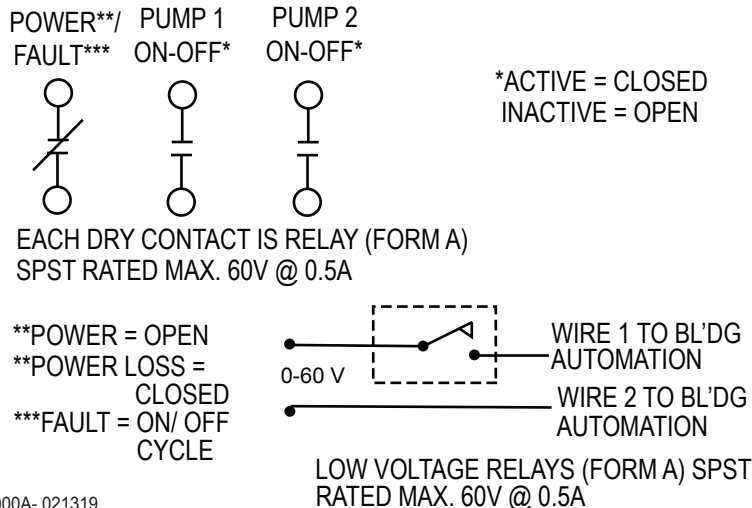 POWER**/
FAULT***
PUMP 1
ON-OFF*
PUMP 2
ON-OFF*
*ACTIVE = CLOSED
INACTIVE = OPEN
EACH DRY CONTACT IS RELAY (FORM A)
SPST RATED MAX. 60V @ 0.5A
**POWER = OPEN
**POWER LOSS =
CLOSED
***FAULT = ON/ OFF
CYCLE
0-60 V
WIRE 1 TO BL'DG
AUTOMATION
WIRE 2 TO BL'DG
AUTOMATION
LOW VOLTAGE RELAYS (FORM A) SPST
RATED MAX. 60V @ 0.5A
000A- 021319